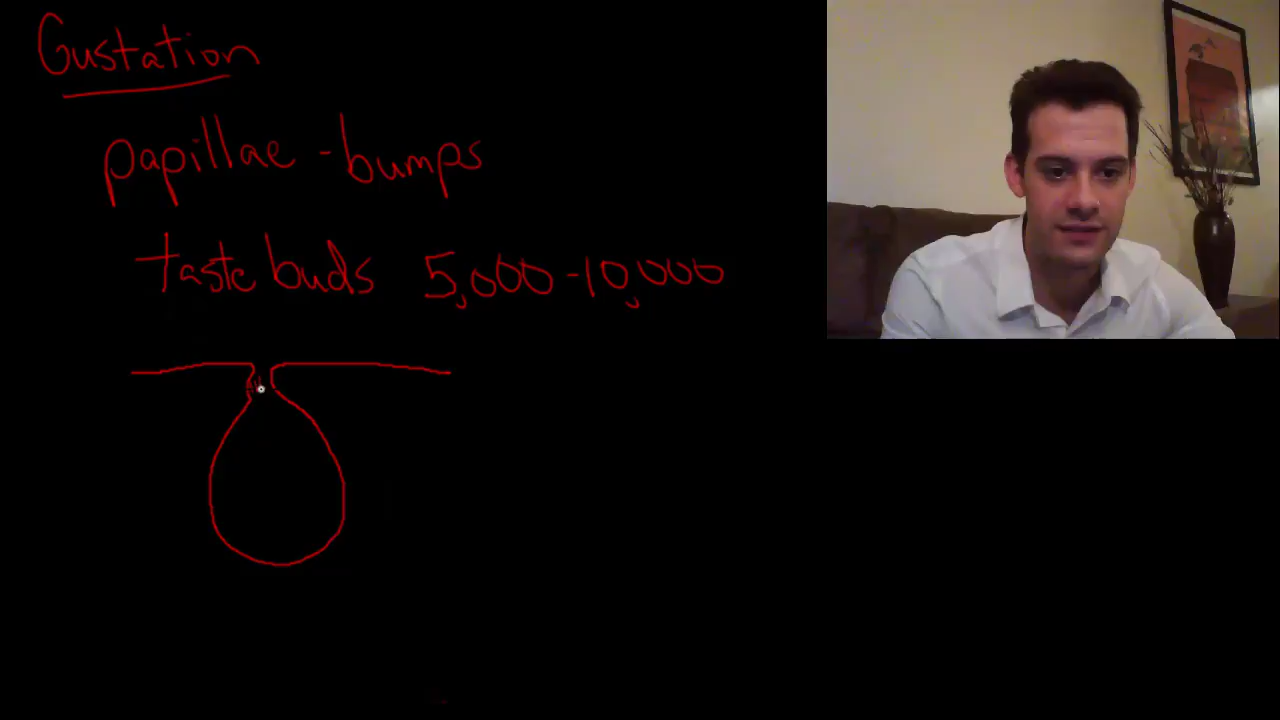 Gustation
papillae - bumps
taste buds 5,000 - 10,000